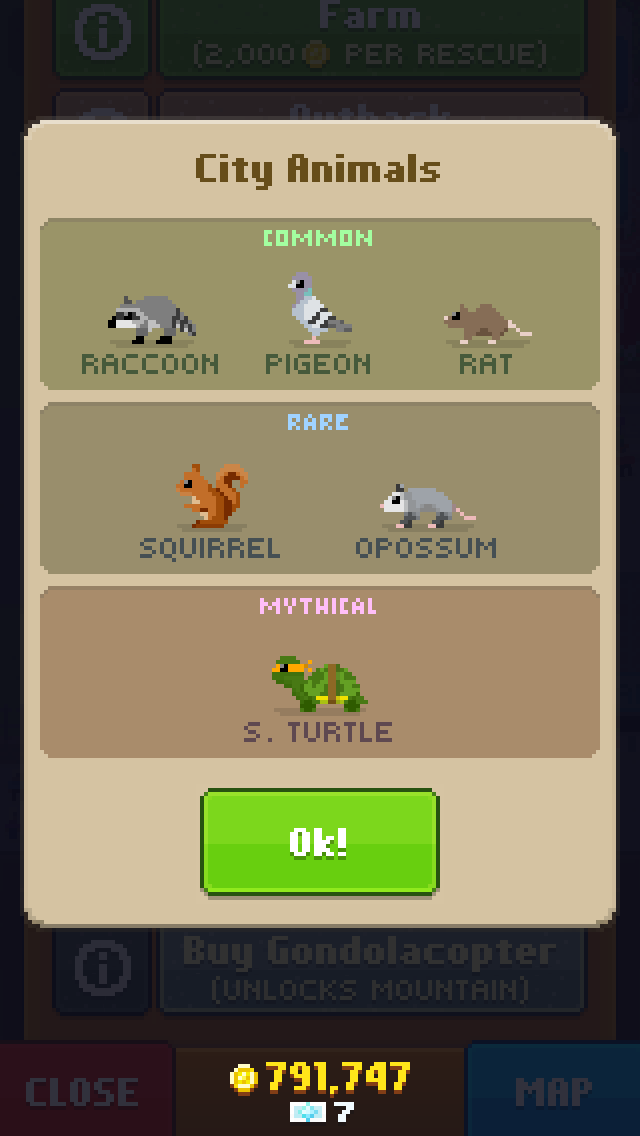 Farm
(2,000 PER RESCUE)
Outback
City Animals
COMMON
RACCOON PIGEON RAT
RARE
SQUIRREL OPOSSUM
MYTHICAL
S. TURTLE
Ok!
Buy Gondolacopter
(UNLOCKS MOUNTAIN)
CLOSE 791,747 MAP
7